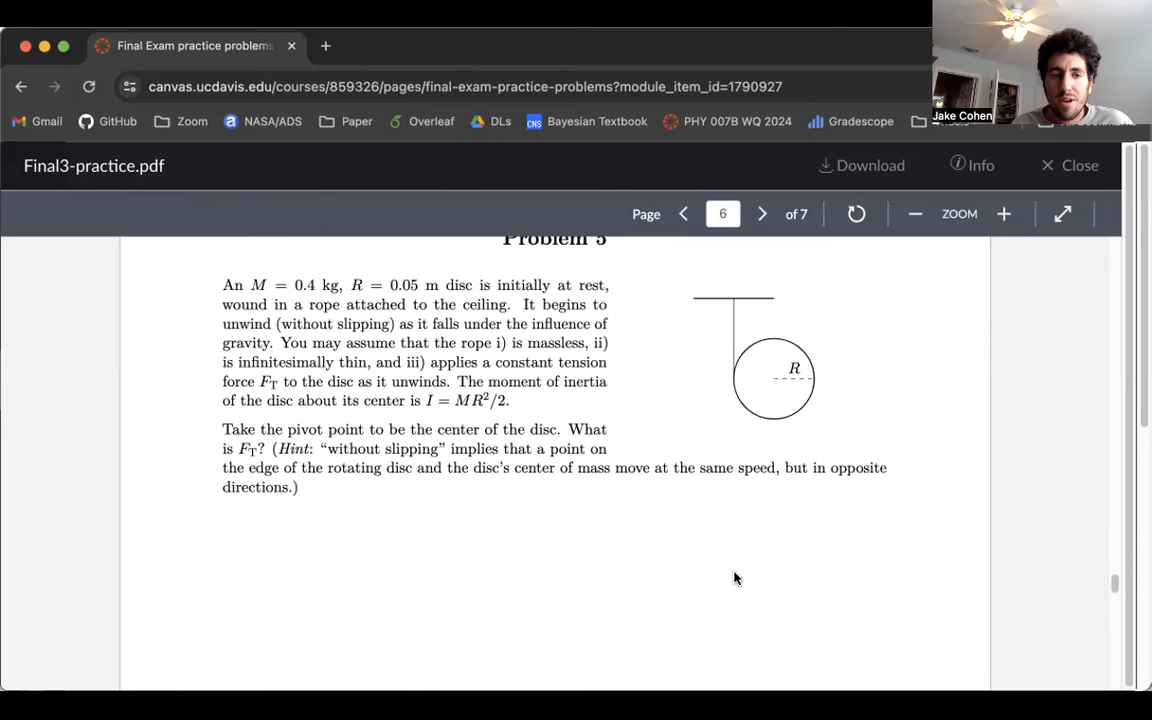 Final Exam practice problems
canvas.ucdavis.edu/courses/859326/pages/final-exam-practice-problems?module_item_id=1790927
Jake Cohen
Gmail GitHub Zoom NASA/ADS Paper Overleaf DLs Bayesian Textbook PHY 007B WQ 2024 Gradescope
Final3-practice.pdf Download Info Close
Page 6 of 7 ZOOM
Problem 5
An M = 0.4 kg, R = 0.05 m disc is initially at rest,
wound in a rope attached to the ceiling. It begins to
unwind (without slipping) as it falls under the influence of
gravity. You may assume that the rope i) is massless, ii)
is infinitesimally thin, and iii) applies a constant tension
force F_T to the disc as it unwinds. The moment of inertia
of the disc about its center is I = MR²/2.
R
Take the pivot point to be the center of the disc. What
is F_T? (Hint: “without slipping” implies that a point on
the edge of the rotating disc and the disc’s center of mass move at the same speed, but in opposite
directions.)